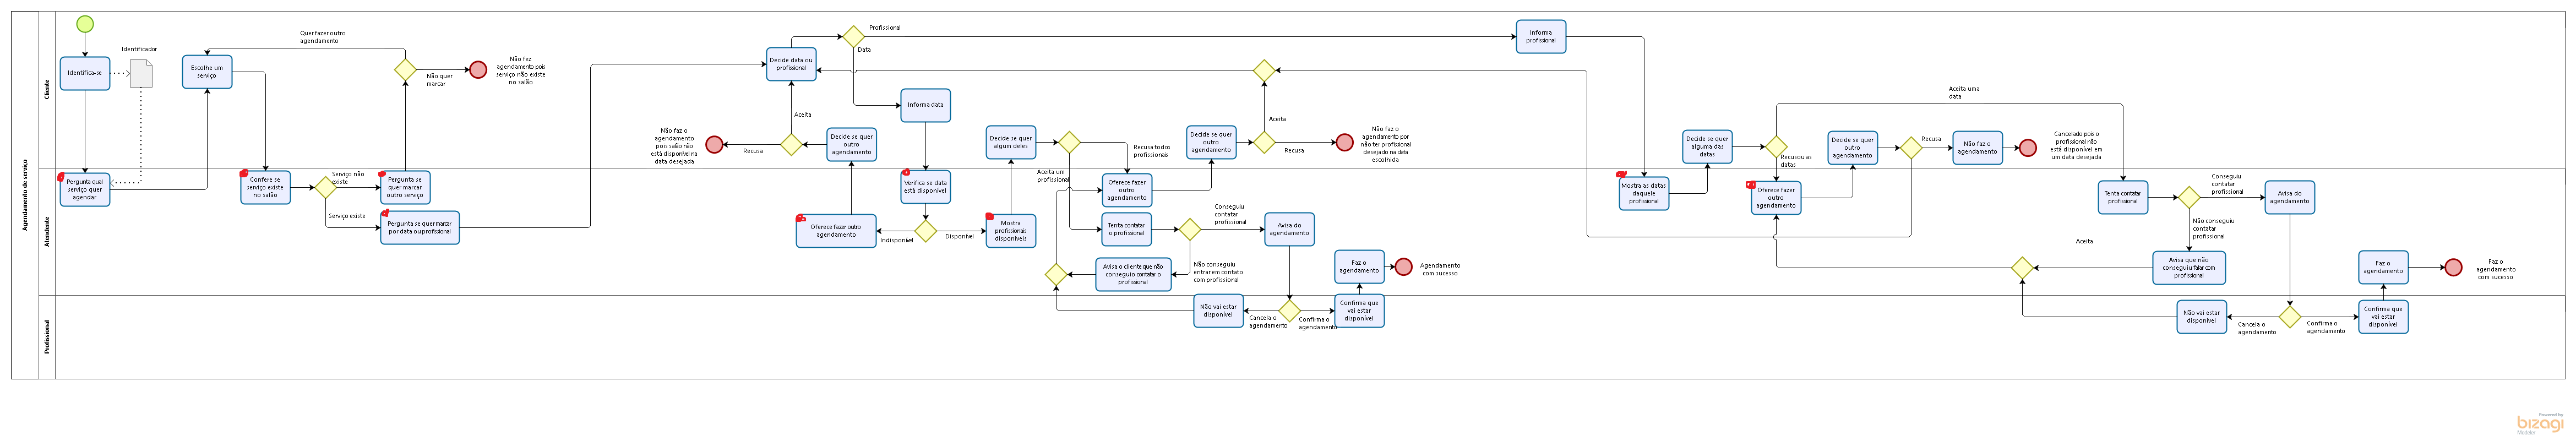 Agendamento de serviço
Cliente
Atendente
Profissional
Identifica-se
Identificador
Pergunta qual
serviço quer
agendar
Escolhe um
serviço
Confere se
serviço existe
no salão
Serviço não
existe
Serviço existe
Pergunta se
quer marcar
outro serviço
Pergunta se quer marcar
por data ou profissional
Quer fazer outro
agendamento
Não quer
marcar
Não fez
agendamento pois
serviço não existe
no salão
Decide data ou
profissional
Profissional
Data
Informa data
Verifica se data
está disponível
Indisponível
Disponível
Oferece fazer outro
agendamento
Decide se quer
outro
agendamento
Aceita
Recusa
Não faz o
agendamento
pois salão não
está disponível na
data desejada
Mostra
profissionais
disponíveis
Decide se quer
algum deles
Aceita um
profissional
Recusa todos
profissionais
Oferece fazer
outro
agendamento
Decide se quer
outro
agendamento
Aceita
Recusa
Não faz o
agendamento por
não ter profissional
desejado na data
escolhida
Tenta contatar
o profissional
Conseguiu
contatar
profissional
Não conseguiu
entrar em contato
com profissional
Avisa o cliente que não
conseguio contatar o
profissional
Avisa do
agendamento
Não vai estar
disponível
Cancela o
agendamento
Confirma o
agendamento
Confirma que
vai estar
disponível
Faz o
agendamento
Agendamento
com sucesso
Informa
profissional
Mostra as datas
daquele
profissional
Decide se quer
alguma das
datas
Recusou as
datas
Aceita uma
data
Oferece fazer
outro
agendamento
Decide se quer
outro
agendamento
Recusa
Não faz o
agendamento
Cancelado pois o
profissional não
está disponível em
um data desejada
Aceita
Tenta contatar
profissional
Conseguiu
contatar
profissional
Não conseguiu
contatar
profissional
Avisa que não
conseguiu falar com
profissional
Avisa do
agendamento
Não vai estar
disponível
Cancela o
agendamento
Confirma o
agendamento
Confirma que
vai estar
disponível
Faz o
agendamento
Faz o
agendamento
com sucesso
Powered by
bizagi
Modeler